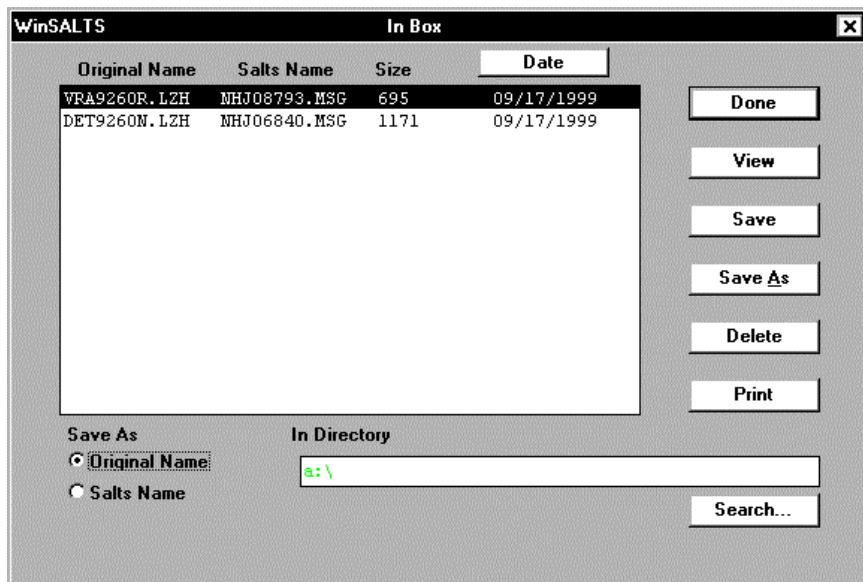 WinSALTS In Box
Original Name Salts Name Size Date
VRA9260R.LZH NHJ08793.MSG 695 09/17/1999
DET9260N.LZH NHJ06840.MSG 1171 09/17/1999
Done
View
Save
Save As
Delete
Print
Save As In Directory
Original Name
a:\
Salts Name
Search...